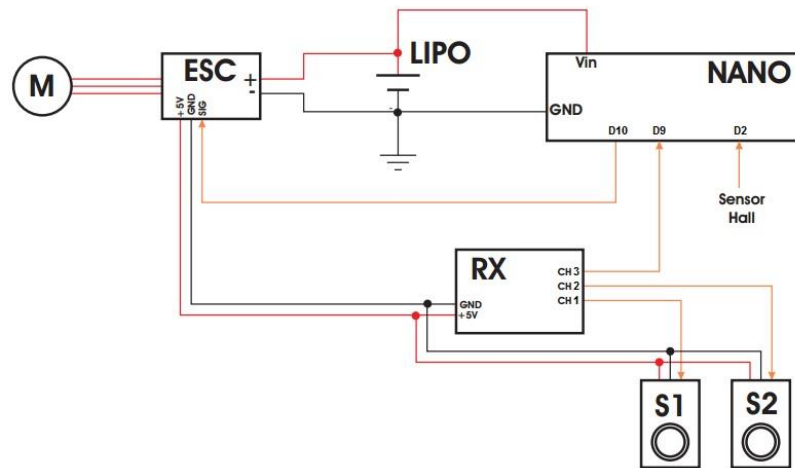 LIPO
ESC
+
-
M
+5V
GND
SIG
-
Vin
NANO
GND
D10
D9
D2
Sensor
Hall
RX
CH 3
CH 2
CH 1
GND
+5V
S1
S2